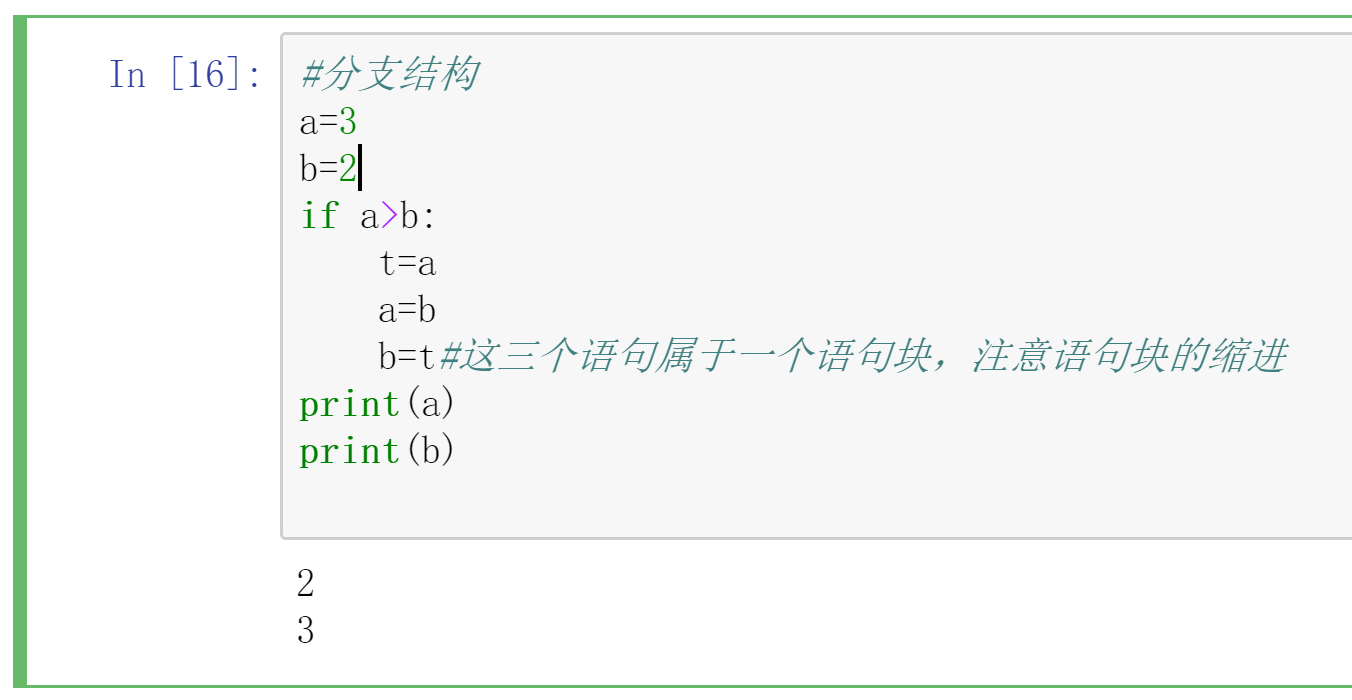 In [16]: #分支结构
a=3
b=2
if a>b:
    t=a
    a=b
    b=t#这三个语句属于一个语句块，注意语句块的缩进
print(a)
print(b)
2
3